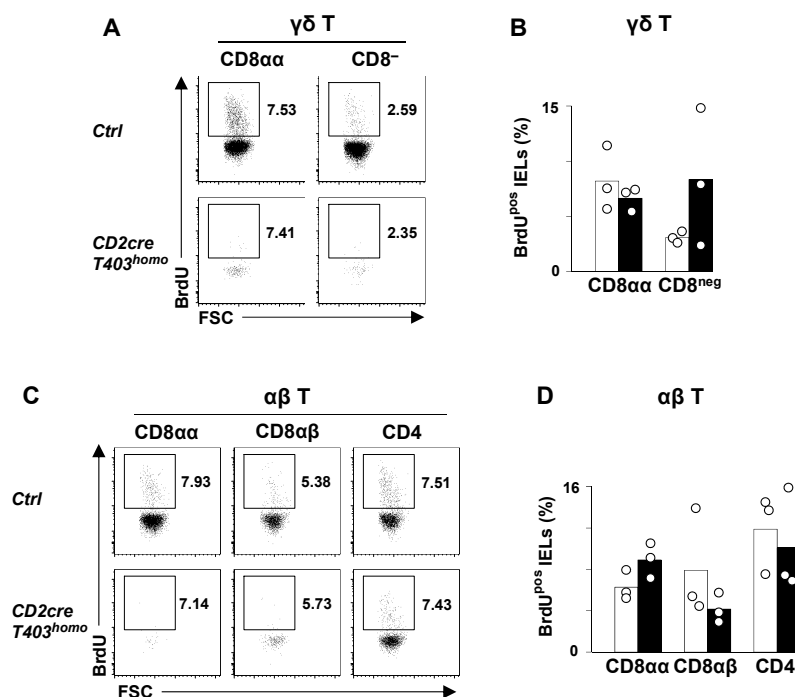 A
γδ T
CD8αα
CD8–
Ctrl
7.53
2.59
CD2cre
T403homo
7.41
2.35
BrdU
FSC
B
γδ T
BrdUpos IELs (%)
15
0
CD8αα
CD8neg
C
αβ T
CD8αα
CD8αβ
CD4
Ctrl
7.93
5.38
7.51
CD2cre
T403homo
7.14
5.73
7.43
BrdU
FSC
D
αβ T
BrdUpos IELs (%)
16
0
CD8αα
CD8αβ
CD4